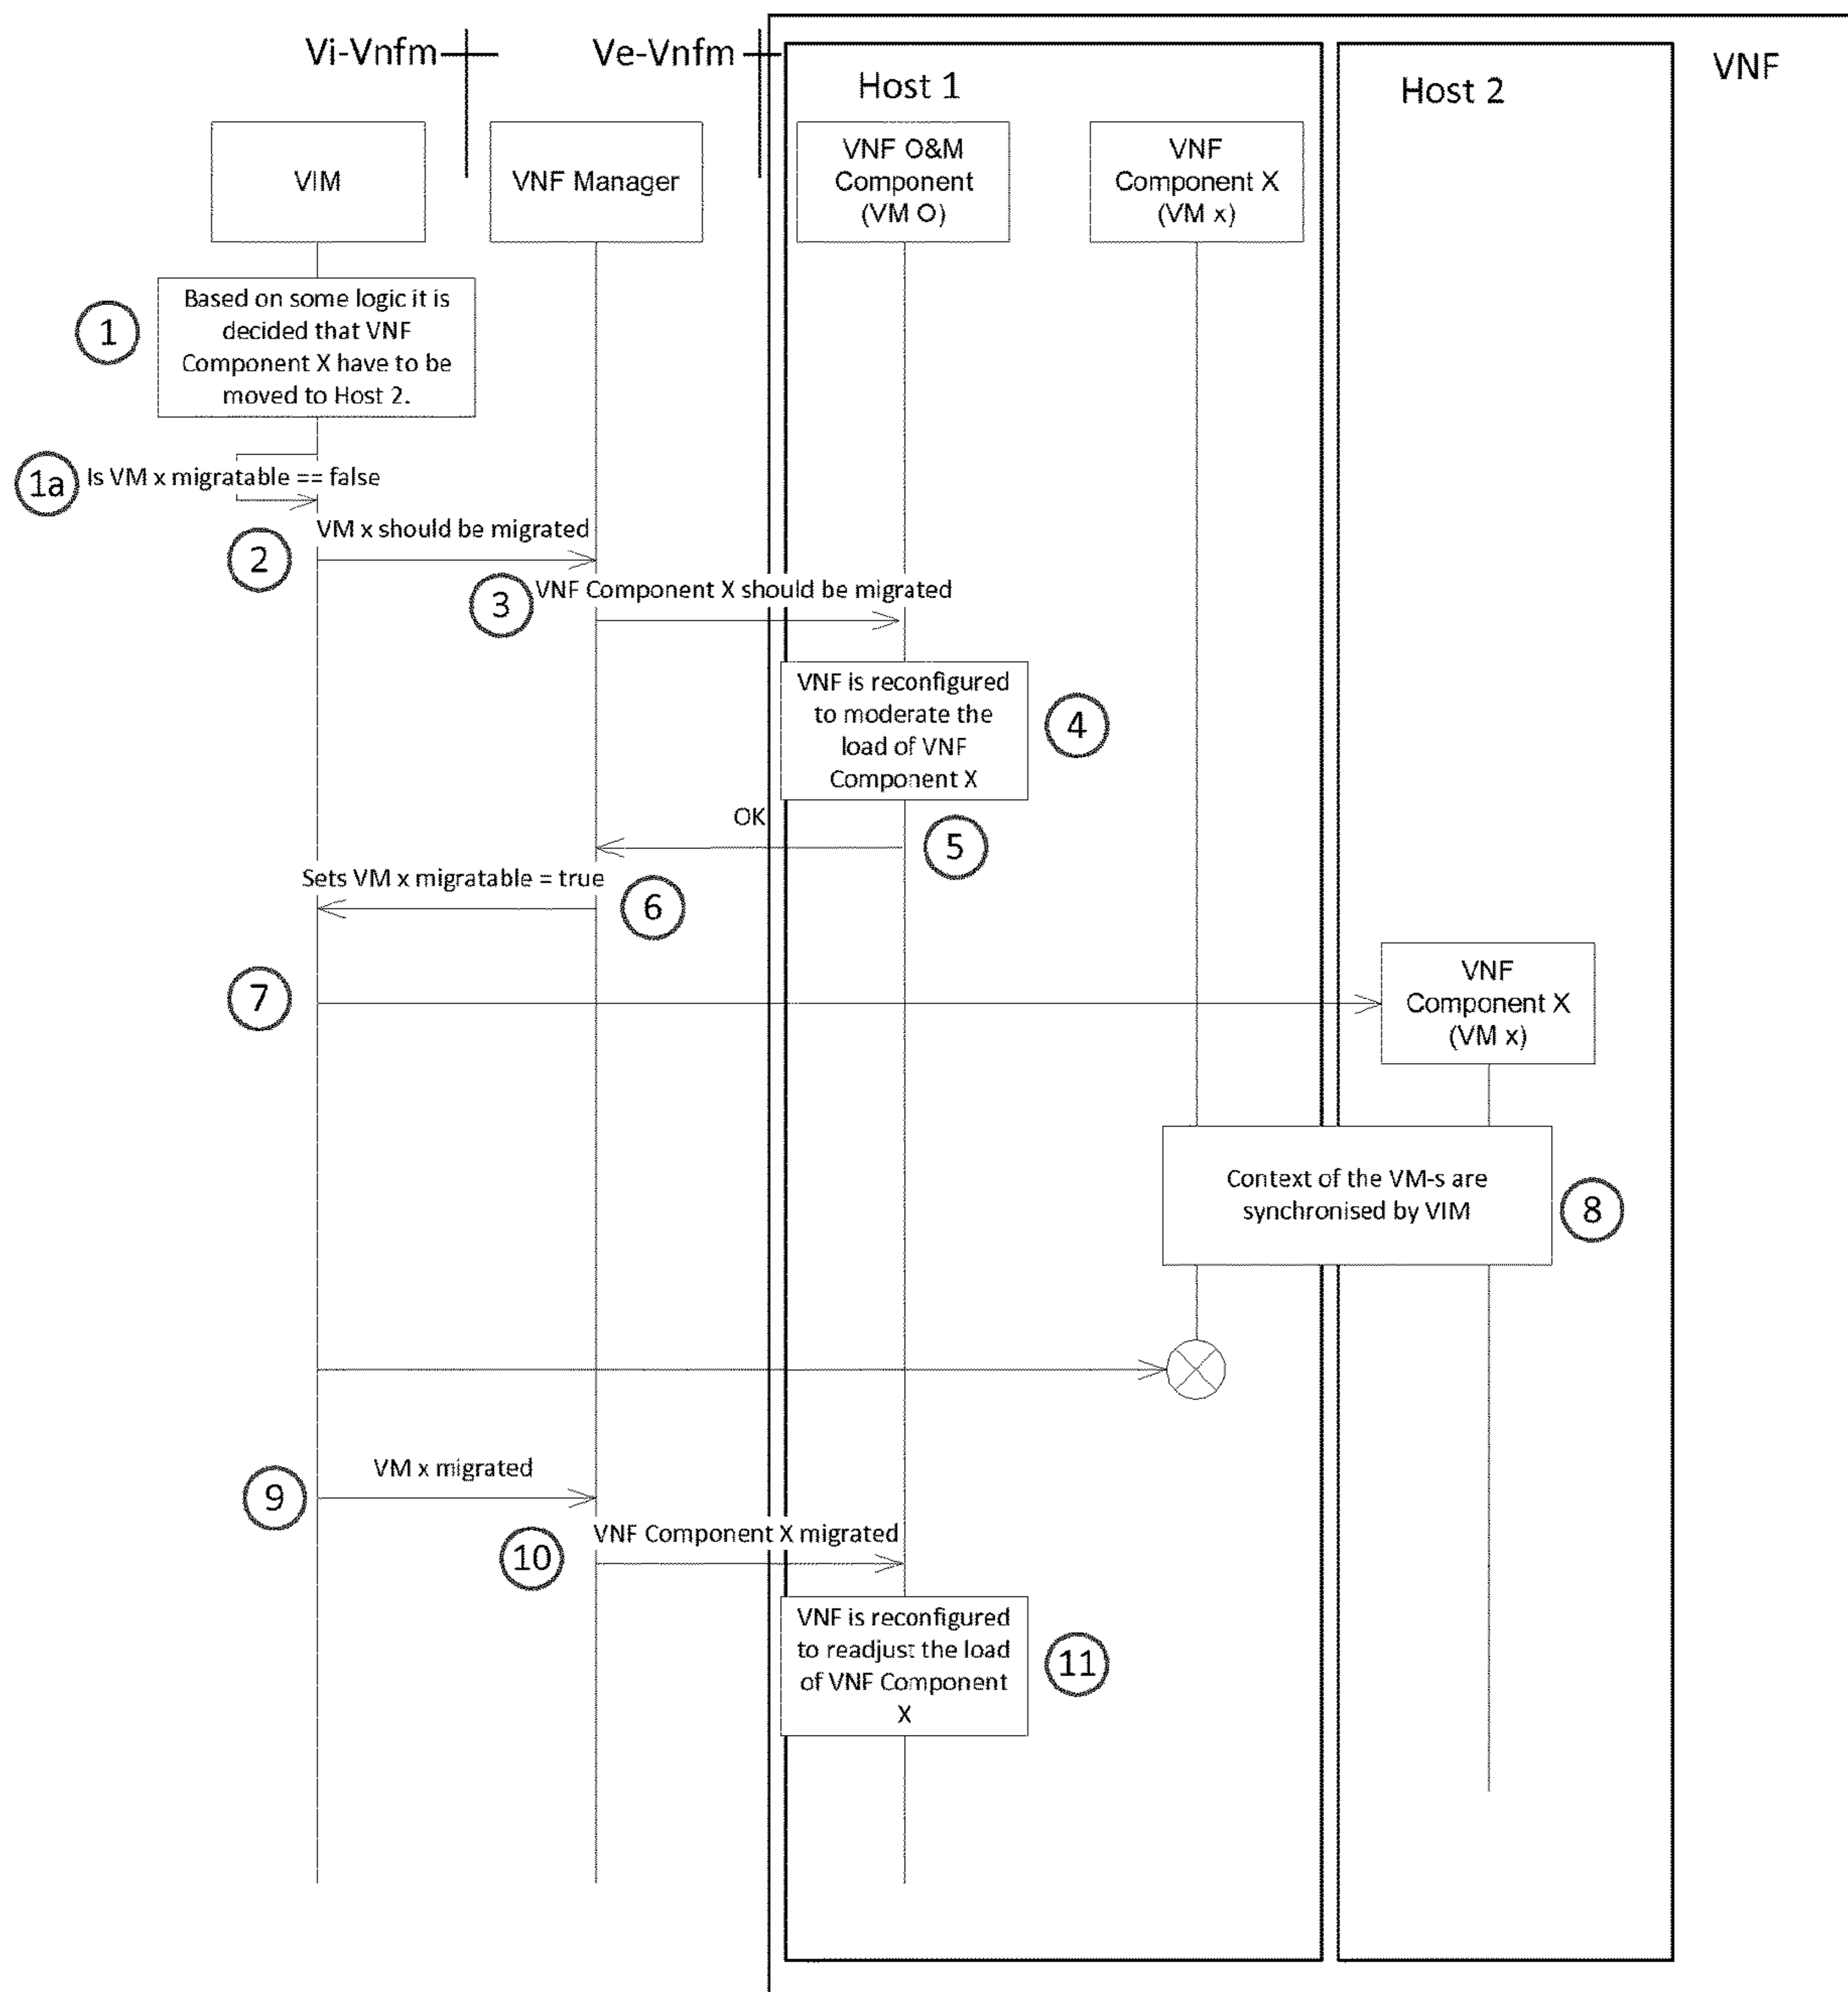 Vi-Vnfm
Ve-Vnfm
VNF
Host 1
Host 2
VIM
VNF Manager
VNF O&M
Component
(VM O)
VNF
Component X
(VM x)
1
Based on some logic it is
decided that VNF
Component X have to be
moved to Host 2.
1a
Is VM x migratable == false
VM x should be migrated
2
3
VNF Component X should be migrated
VNF is reconfigured
to moderate the
load of VNF
Component X
4
OK
5
Sets VM x migratable = true
6
7
VNF
Component X
(VM x)
Context of the VM-s are
synchronised by VIM
8
VM x migrated
9
VNF Component X migrated
10
VNF is reconfigured
to readjust the load
of VNF Component
X
11